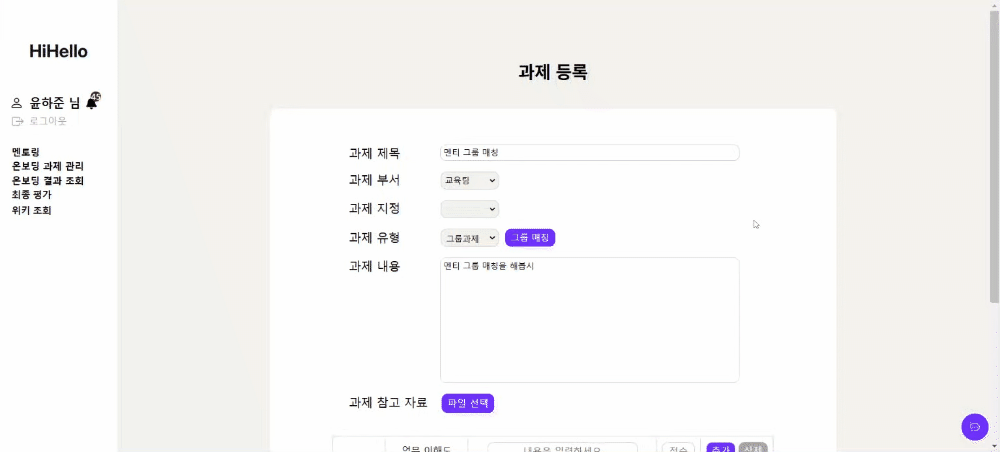 HiHello
윤하준 님 45
로그아웃
멘토링
온보딩 과제 관리
온보딩 결과 조회
최종 평가
위키 조회
과제 등록
과제 제목 멘티 그룹 매칭
과제 부서 교육팀
과제 지정
과제 유형 그룹과제 그룹 매칭
과제 내용 멘티 그룹 매칭을 해봅시
과제 참고 자료 파일 선택
업무 이해도 내용을 입력하세요 점수 추가 삭제